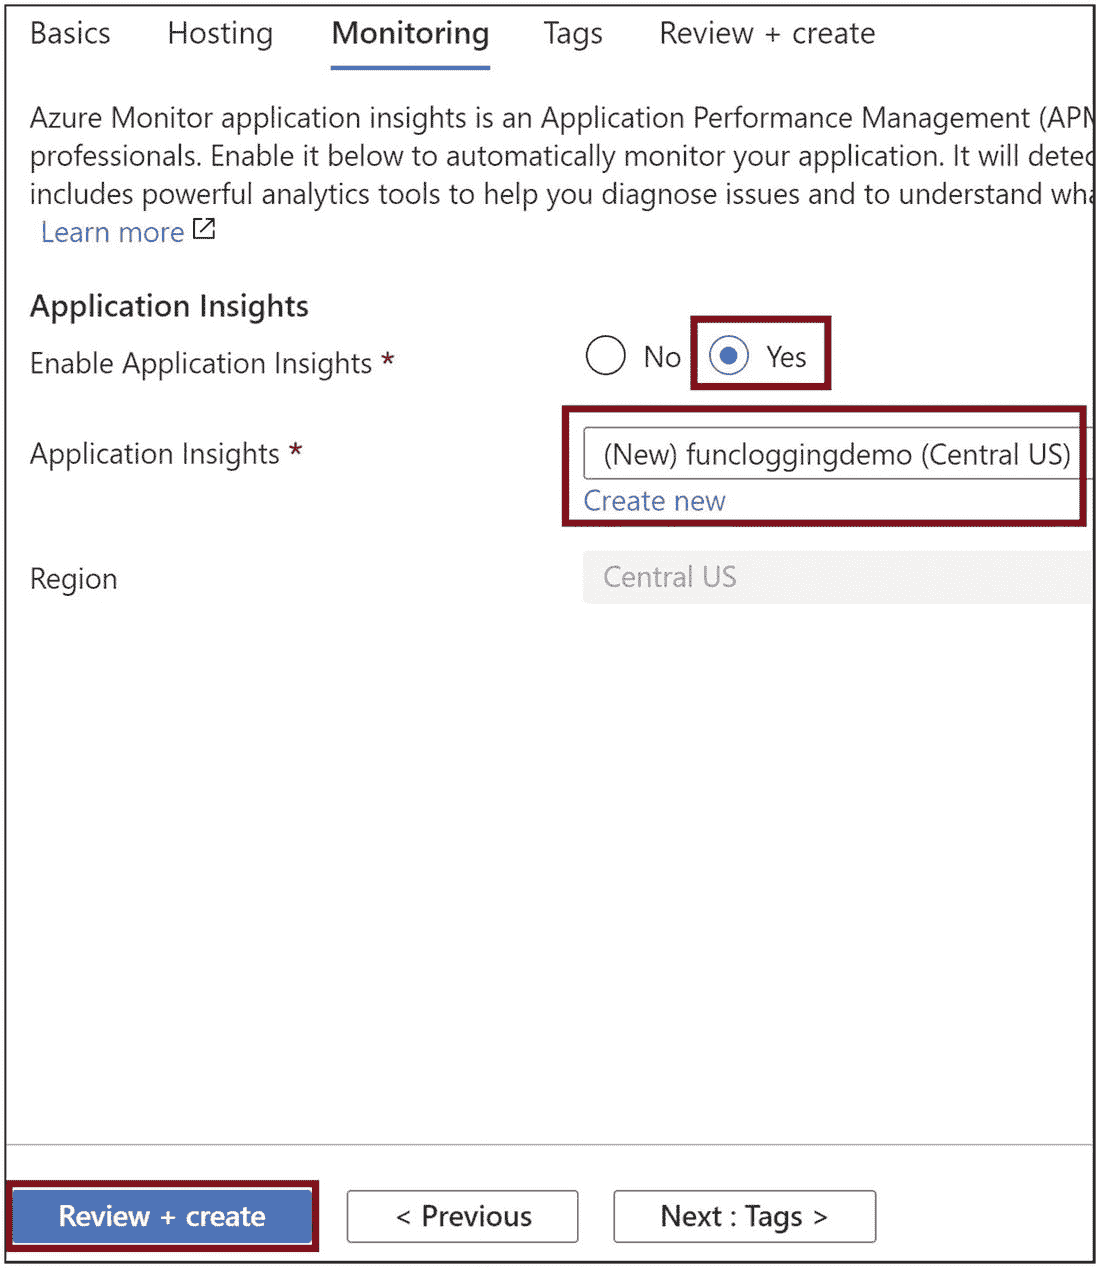 Basics Hosting Monitoring Tags Review + create
Azure Monitor application insights is an Application Performance Management (APM
professionals. Enable it below to automatically monitor your application. It will detec
includes powerful analytics tools to help you diagnose issues and to understand wha
Learn more
Application Insights
Enable Application Insights * No Yes
Application Insights * (New) funcloggingdemo (Central US)
Create new
Region Central US
Review + create < Previous Next : Tags >